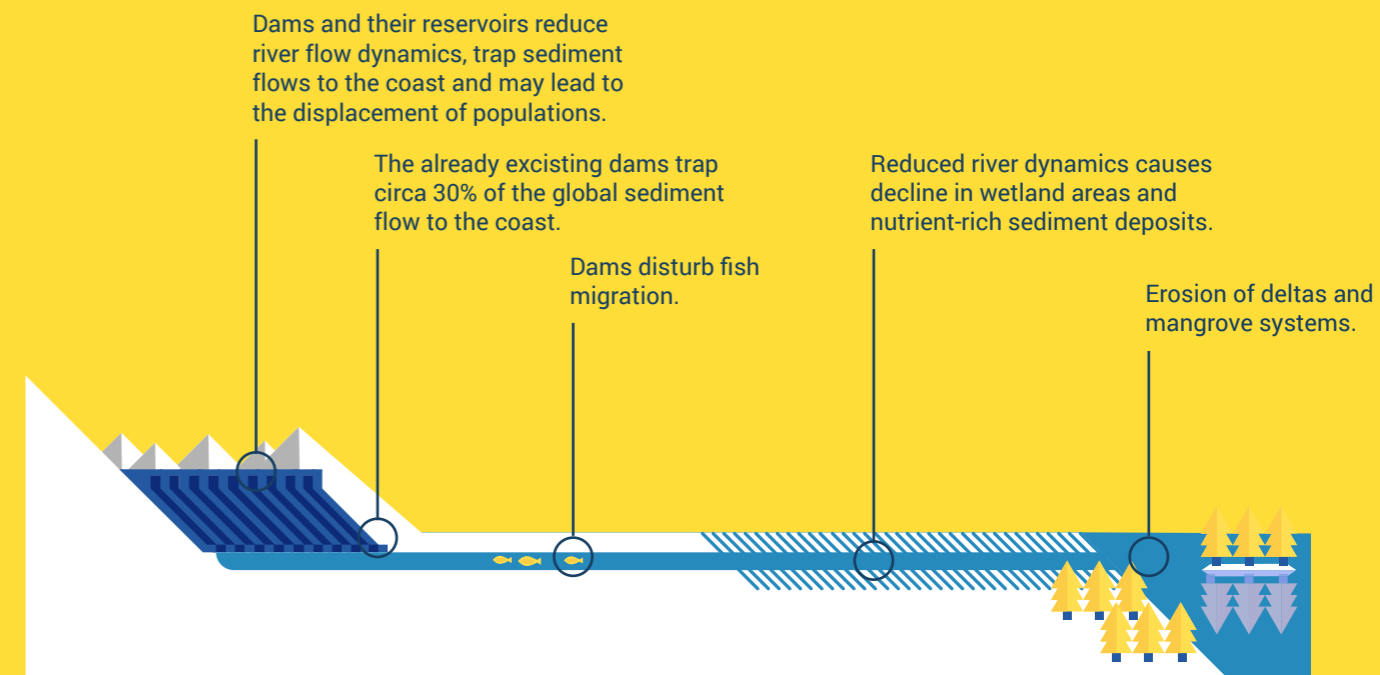 Dams and their reservoirs reduce
river flow dynamics, trap sediment
flows to the coast and may lead to
the displacement of populations.
The already excisting dams trap
circa 30% of the global sediment
flow to the coast.
Dams disturb fish
migration.
Reduced river dynamics causes
decline in wetland areas and
nutrient-rich sediment deposits.
Erosion of deltas and
mangrove systems.